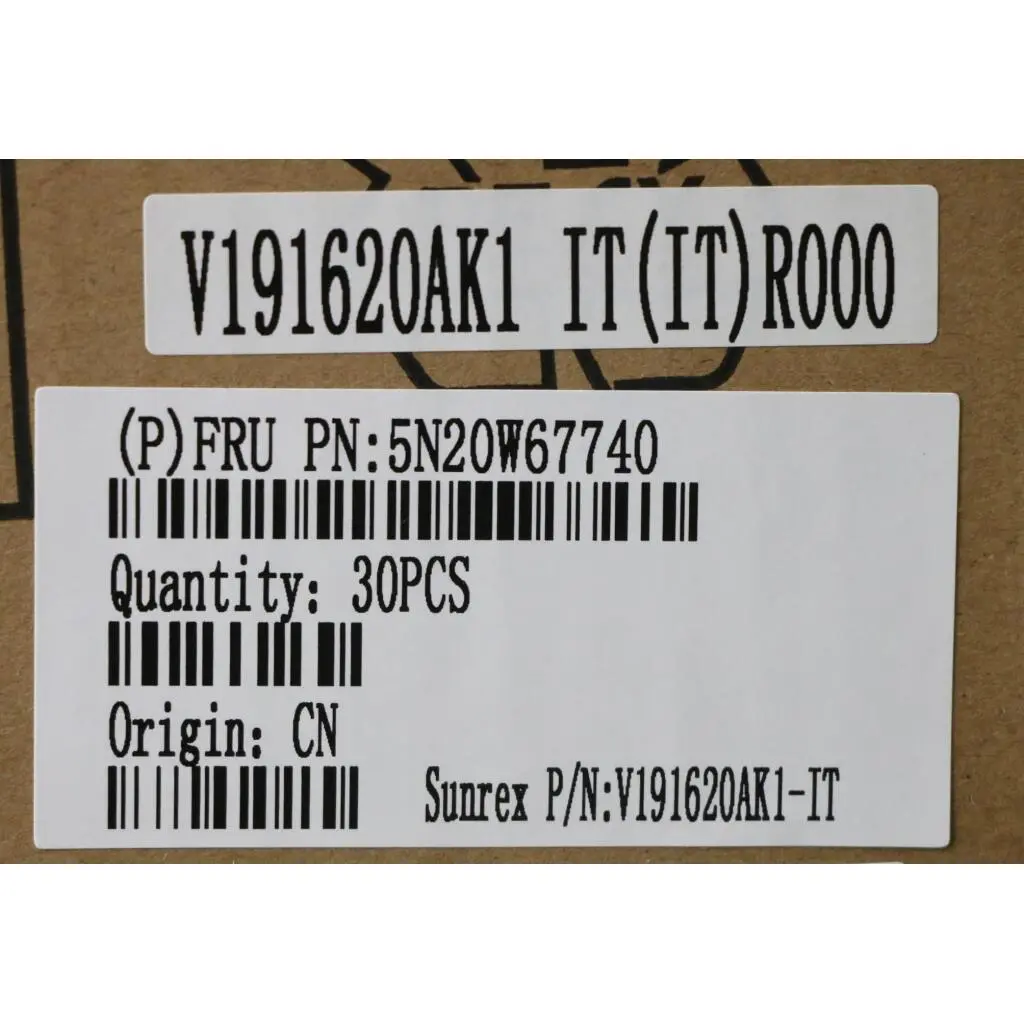 V191620AK1 IT(IT)R000
(P)FRU PN:5N20W67740
Quantity: 30PCS
Origin: CN
Sunrex P/N:V191620AK1-IT